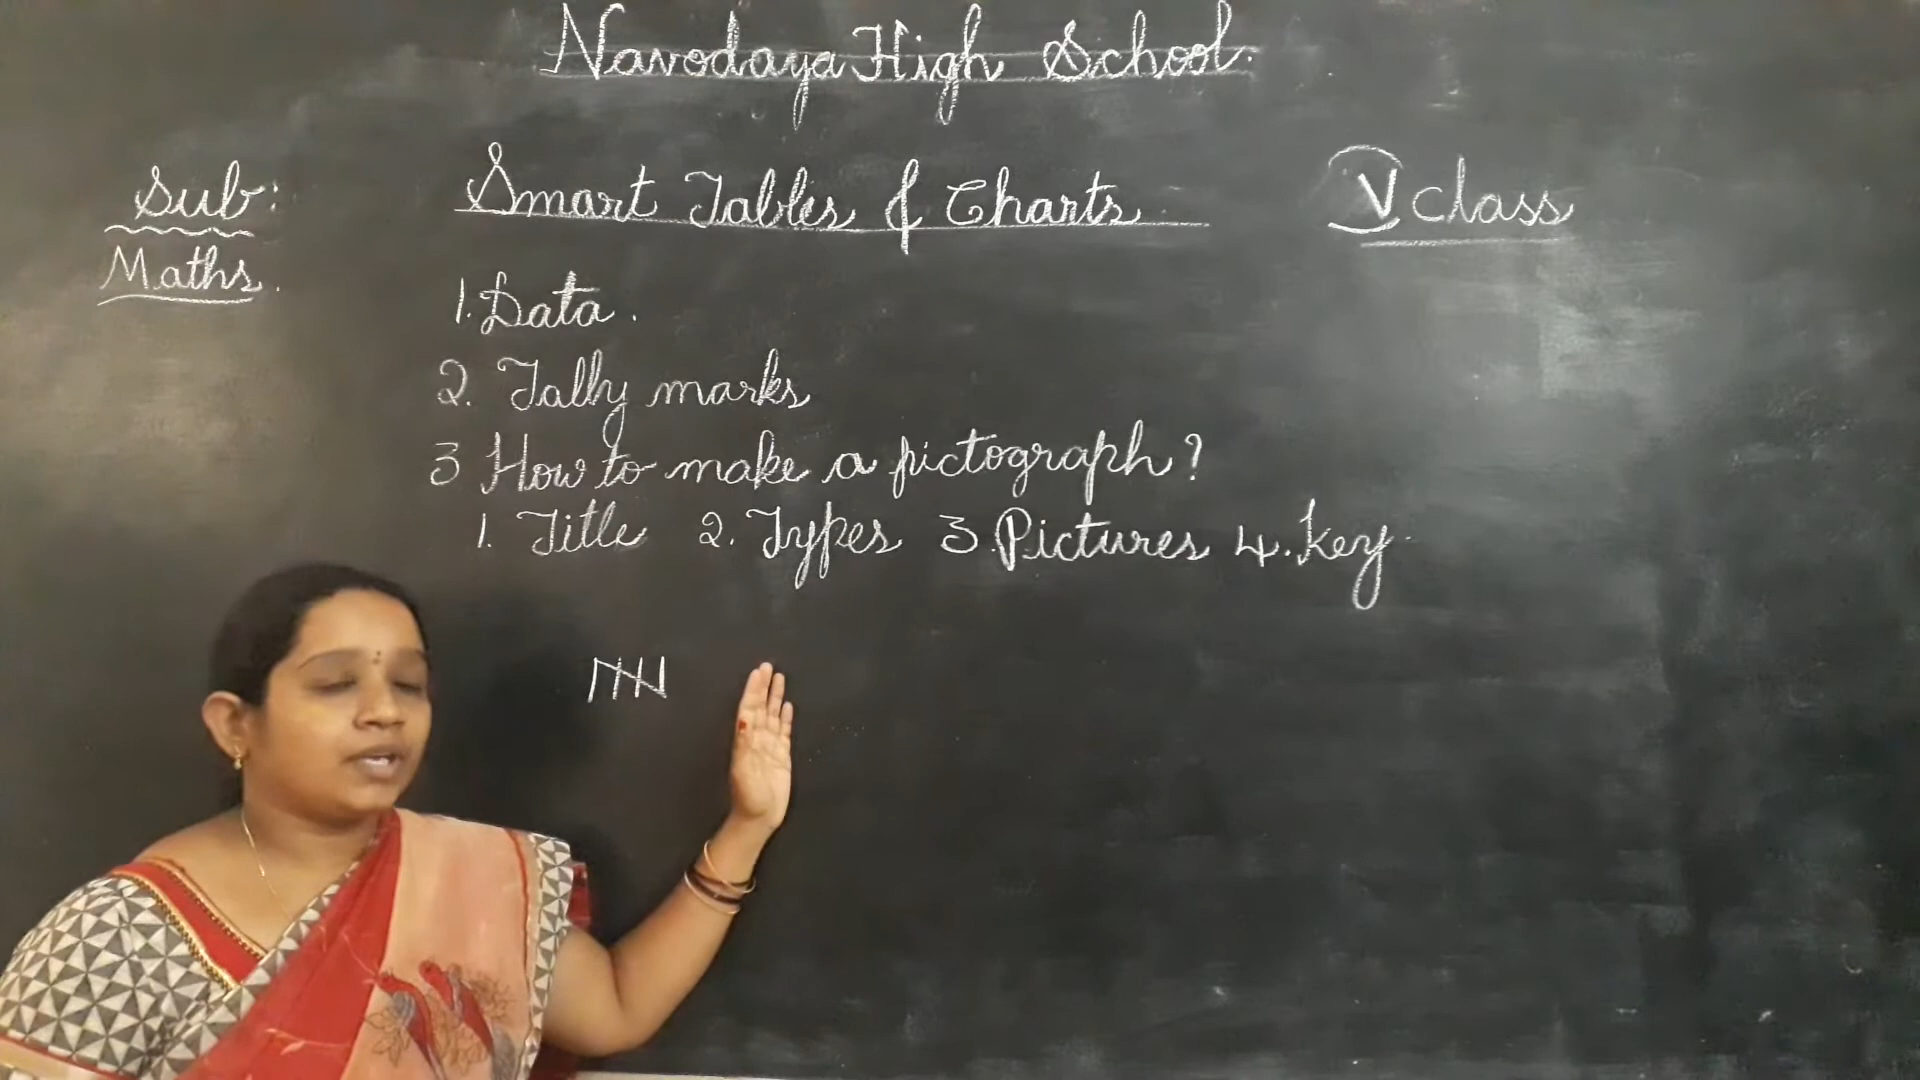 Navodaya High School.
Sub: Smart Tables & Charts V class
Maths.
1. Data.
2. Tally marks
3 How to make a pictograph?
1. Title 2. Types 3. Pictures 4. Key.